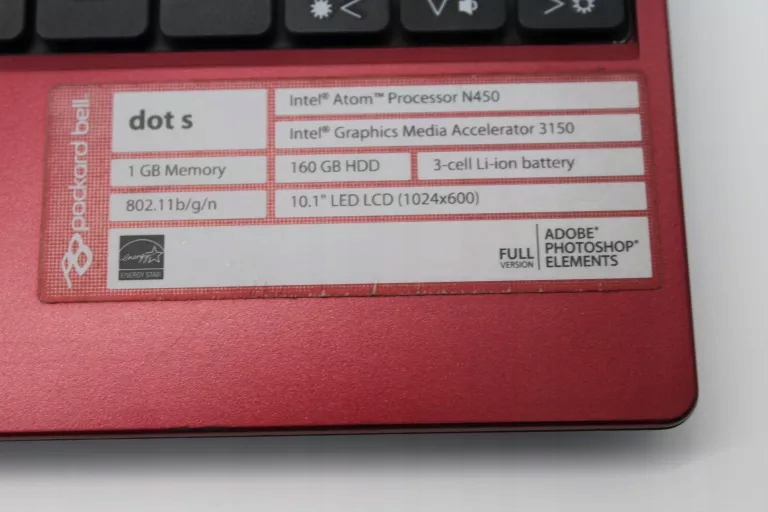 packard bell
dot s
Intel® Atom™ Processor N450
Intel® Graphics Media Accelerator 3150
1 GB Memory
160 GB HDD
3-cell Li-ion battery
802.11b/g/n
10.1" LED LCD (1024x600)
energy
ENERGY STAR
FULL
VERSION
ADOBE®
PHOTOSHOP®
ELEMENTS